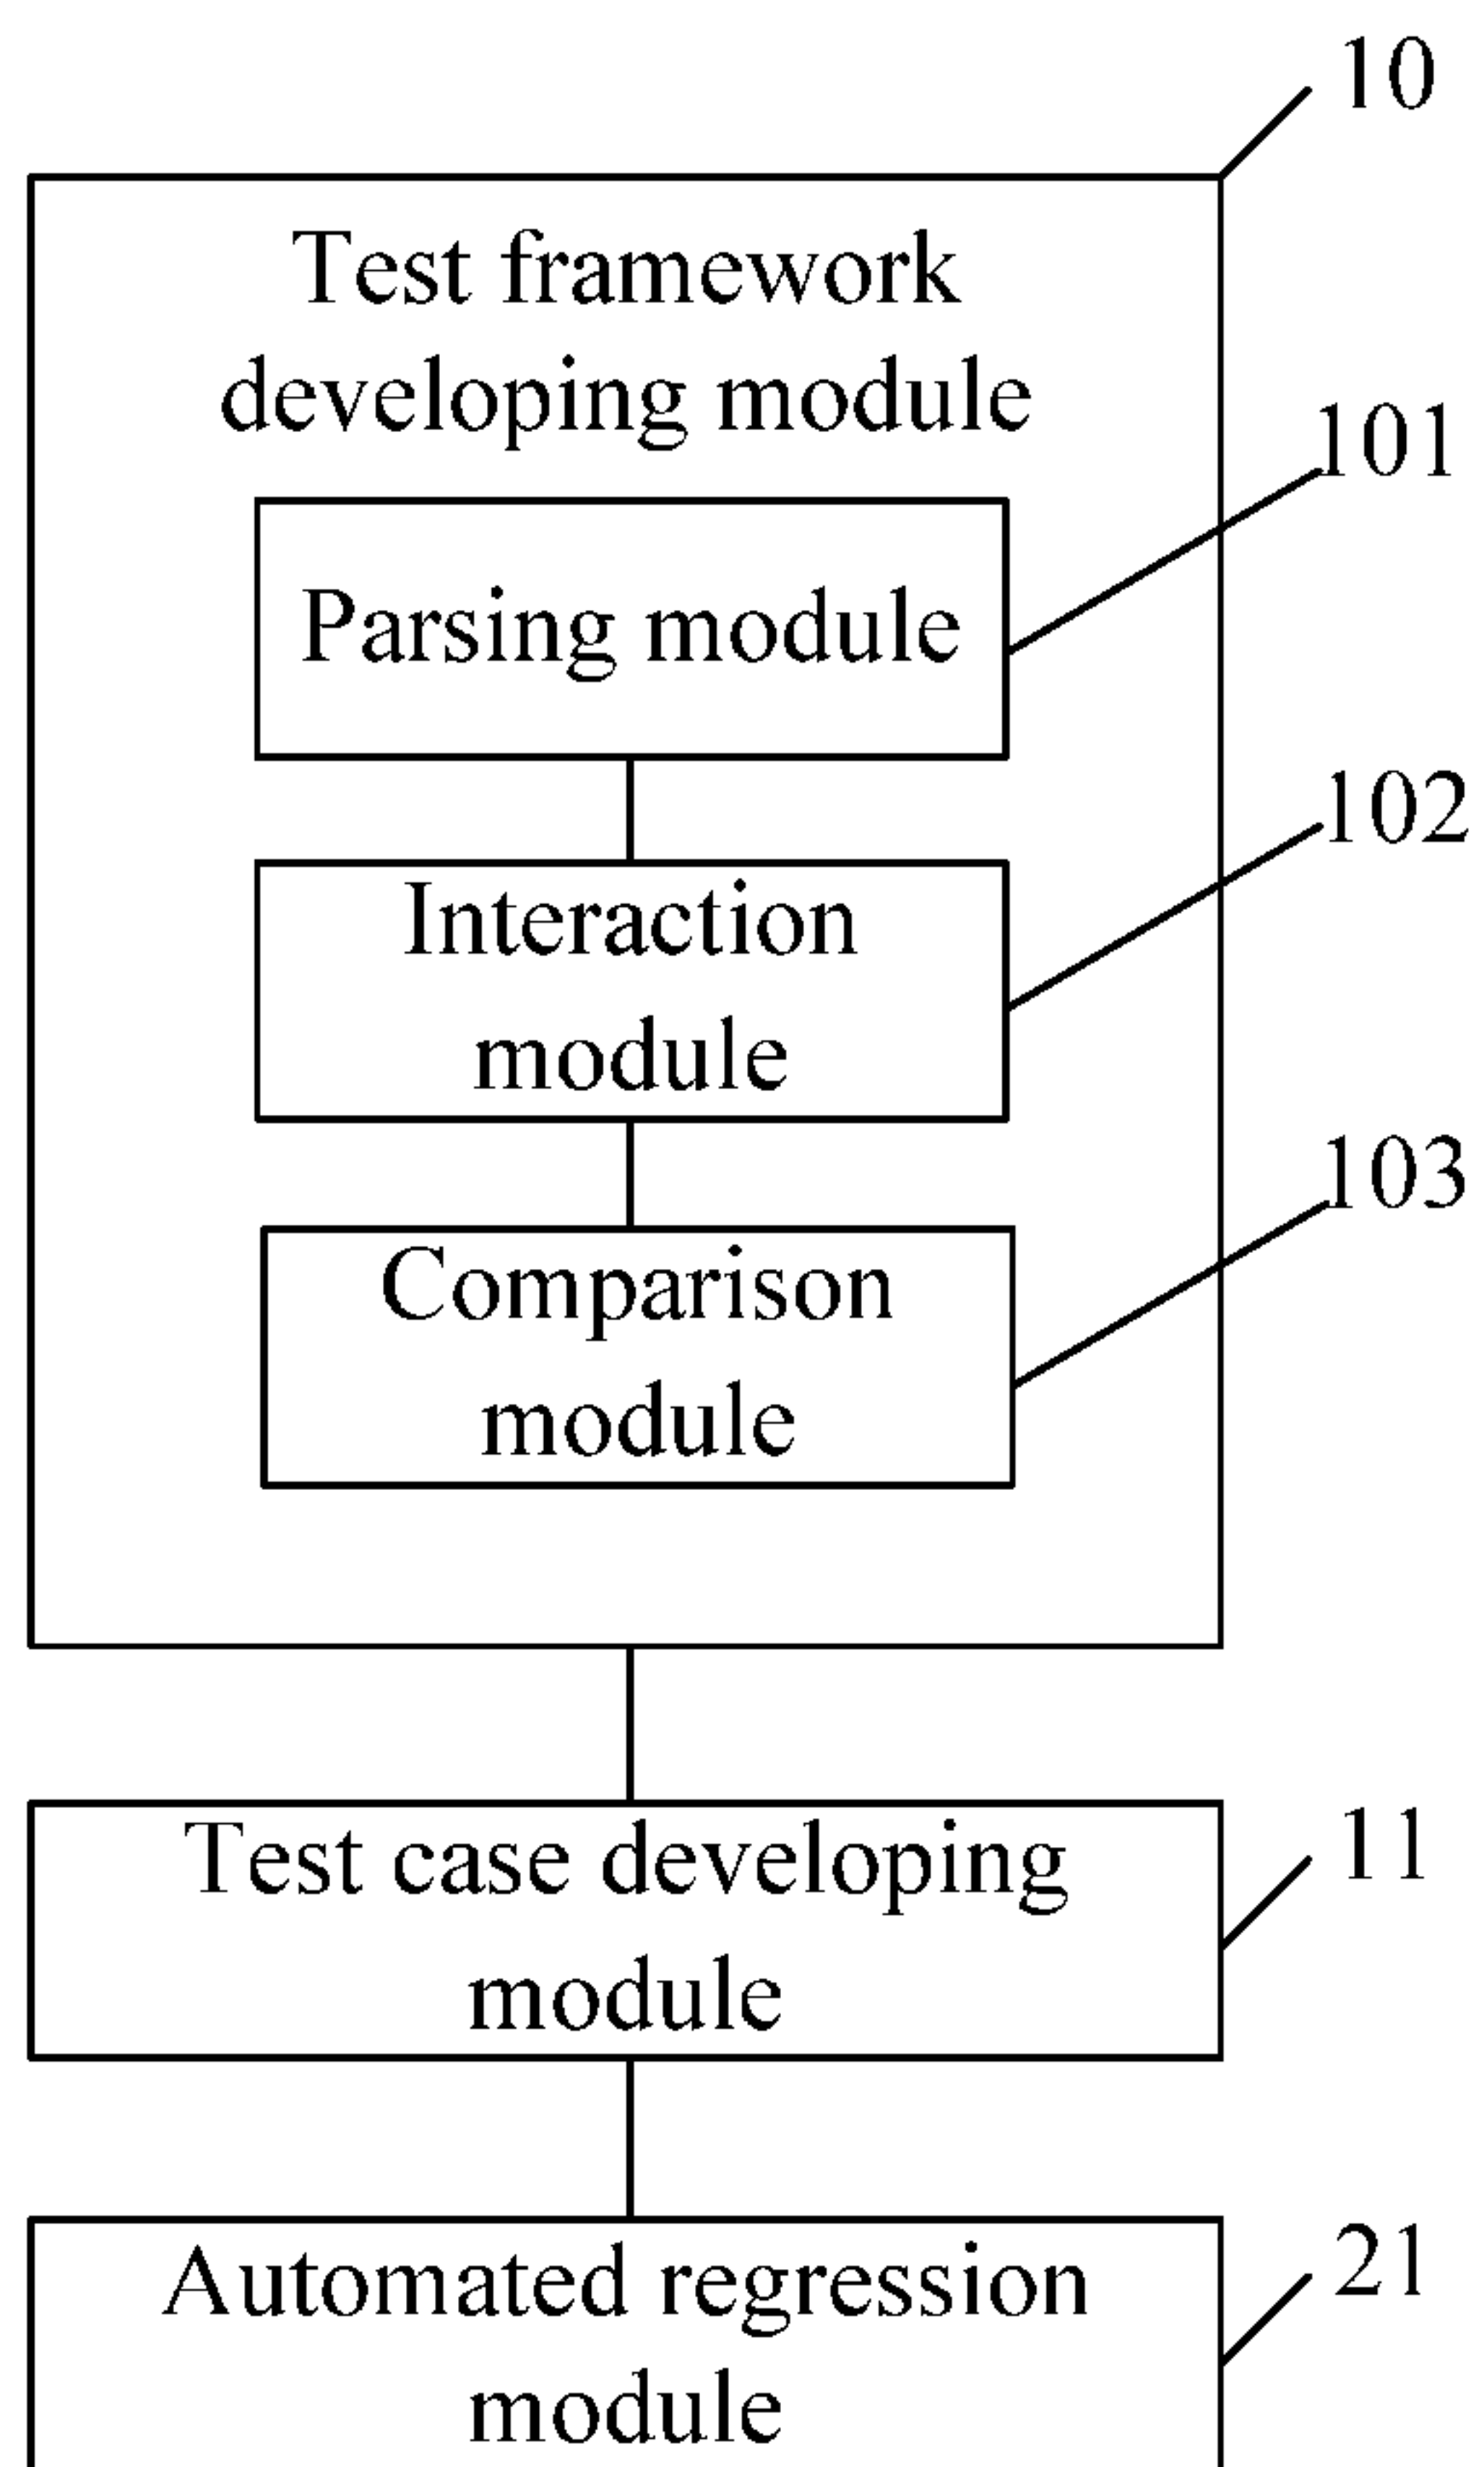 10
Test framework
developing module
101
Parsing module
102
Interaction
module
103
Comparison
module
11
Test case developing
module
21
Automated regression
module